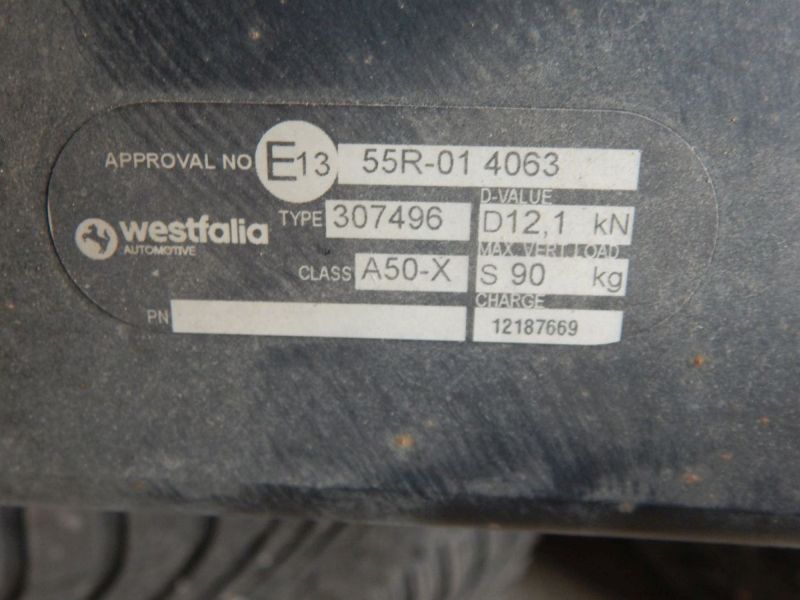 APPROVAL NO E13 55R-01 4063
D-VALUE
westfalia TYPE 307496 D12,1 kN
AUTOMOTIVE
MAX. VERT. LOAD
CLASS A50-X S 90 kg
CHARGE
PN 12187669